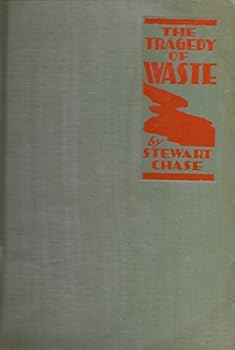 THE
TRAGEDY
OF
WASTE
by
STEWART
CHASE